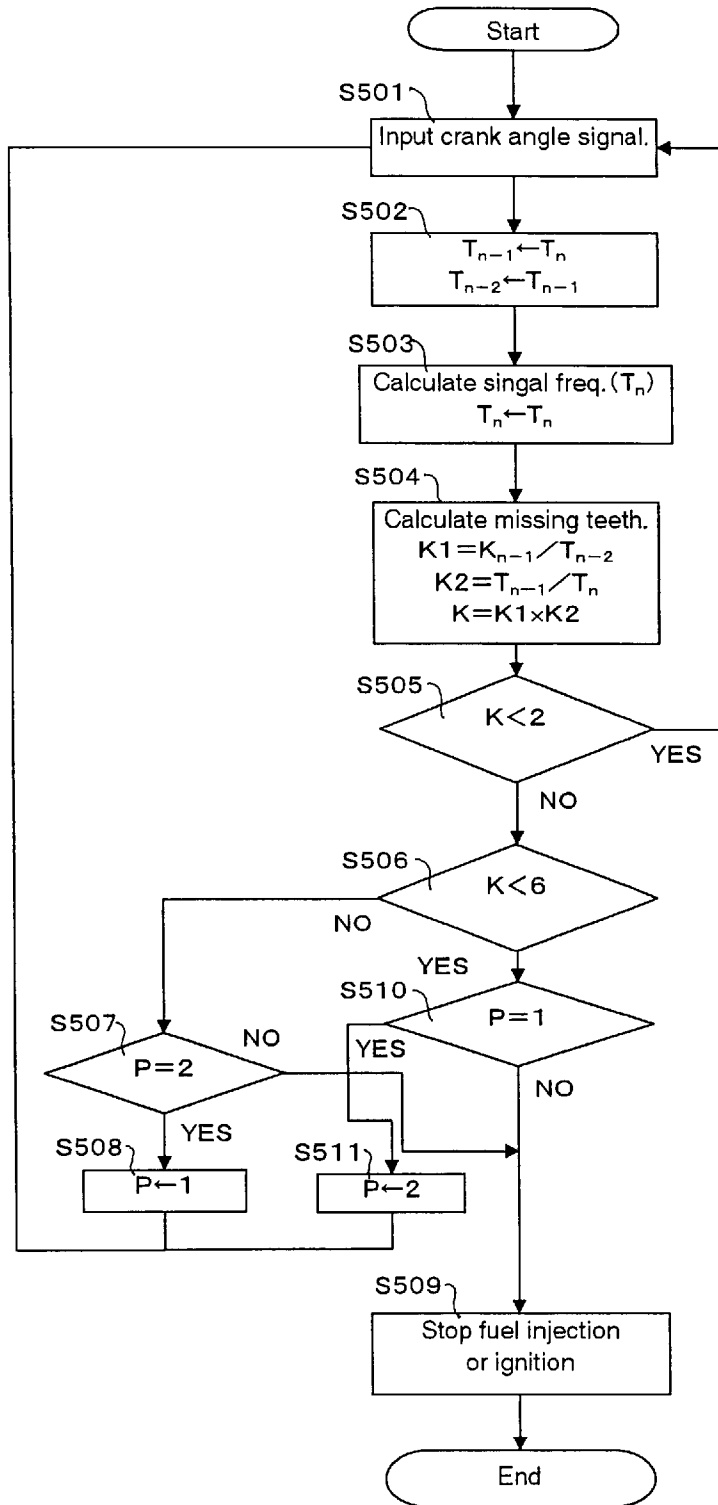 Start
S501
Input crank angle signal.
S502
Tn-1←Tn
Tn-2←Tn-1
S503
Calculate singal freq.(Tn)
Tn←Tn
S504
Calculate missing teeth.
K1=Kn-1/Tn-2
K2=Tn-1/Tn
K=K1×K2
S505
K<2
YES
NO
S506
K<6
NO
YES
S510
P=1
YES
NO
S507
P=2
NO
YES
S508
P←1
S511
P←2
S509
Stop fuel injection
or ignition
End